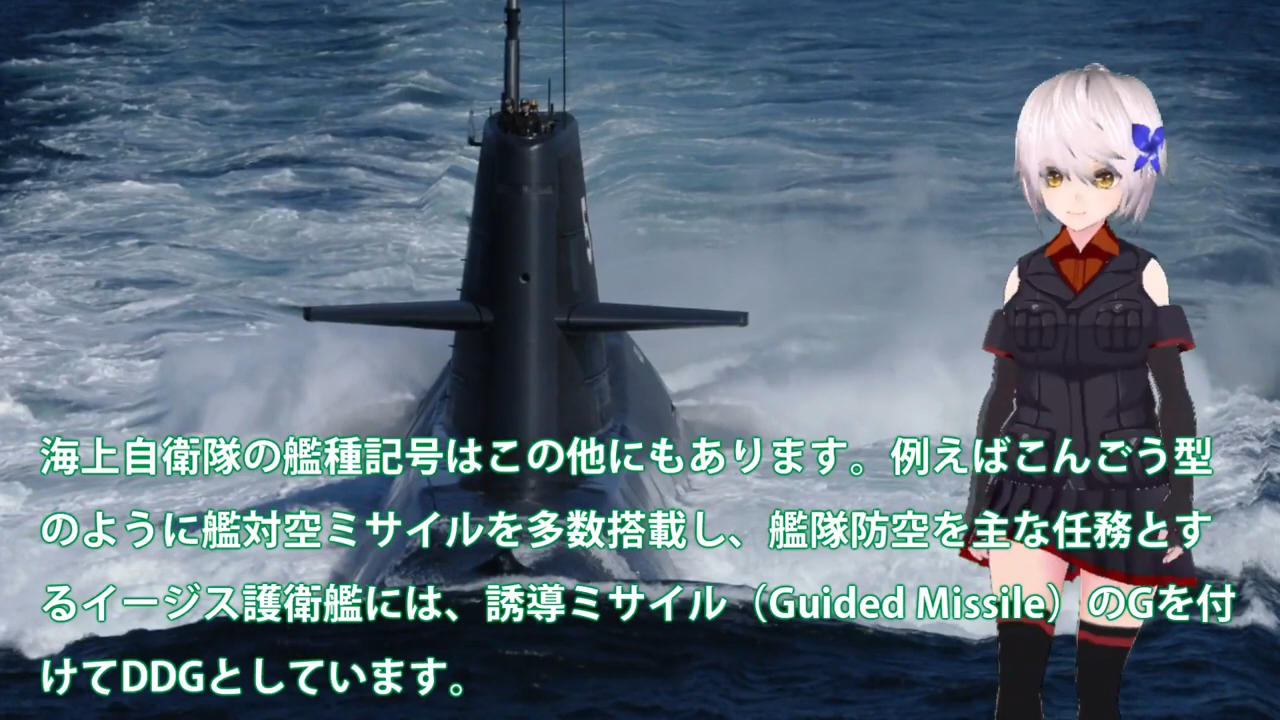 海上自衛隊の艦種記号はこの他にもあります。例えばこんごう型
のように艦対空ミサイルを多数搭載し、艦隊防空を主な任務とす
るイージス護衛艦には、誘導ミサイル（Guided Missile）のGを付
けてDDGとしています。